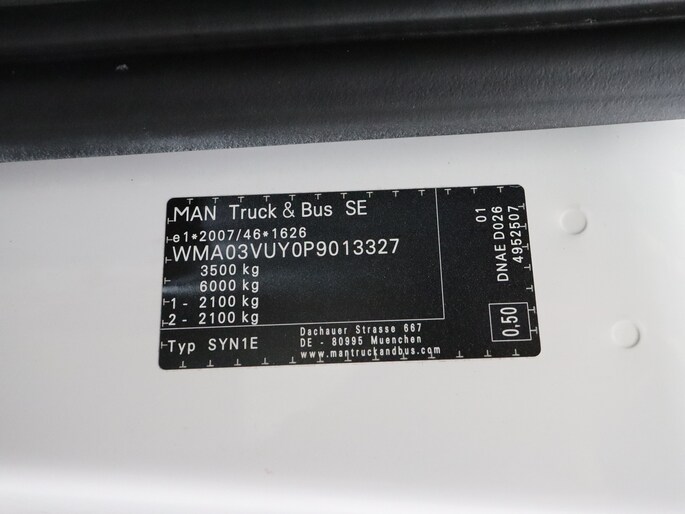 MAN Truck & Bus SE
e1*2007/46*1626
WMA03VUY0P9013327
3500 kg
6000 kg
1 - 2100 kg
2 - 2100 kg
Typ SYN1E
Dachauer Strasse 667
DE - 80995 Muenchen
www.mantruckandbus.com
01
DNAE D026
4952507
0,50